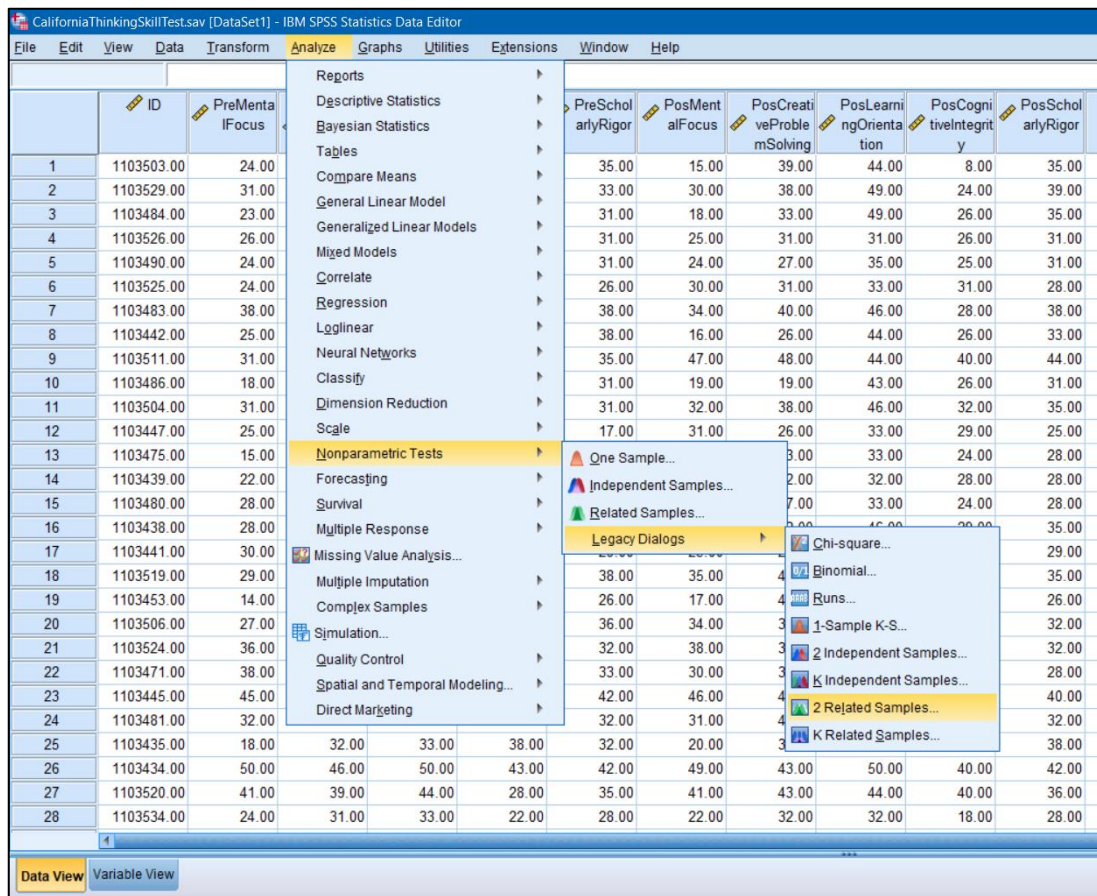 CaliforniaThinkingSkillTest.sav [DataSet1] - IBM SPSS Statistics Data Editor
File Edit View Data Transform Analyze Graphs Utilities Extensions Window Help
ID PreMentalFocus PreScholarlyRigor PosMentalFocus PosCreativeProblemSolving PosLearningOrientation PosCognitiveIntegrity PosScholarlyRigor
1 1103503.00 24.00 35.00 15.00 39.00 44.00 8.00 35.00
2 1103529.00 31.00 33.00 30.00 38.00 49.00 24.00 39.00
3 1103484.00 23.00 31.00 18.00 33.00 49.00 26.00 35.00
4 1103526.00 26.00 31.00 25.00 31.00 31.00 26.00 31.00
5 1103490.00 24.00 31.00 24.00 27.00 35.00 25.00 31.00
6 1103525.00 24.00 26.00 30.00 31.00 33.00 31.00 28.00
7 1103483.00 38.00 38.00 34.00 40.00 46.00 28.00 38.00
8 1103442.00 25.00 38.00 16.00 26.00 44.00 26.00 33.00
9 1103511.00 31.00 35.00 47.00 48.00 44.00 40.00 44.00
10 1103486.00 18.00 31.00 19.00 19.00 43.00 26.00 31.00
11 1103504.00 31.00 31.00 32.00 38.00 46.00 32.00 35.00
12 1103447.00 25.00 17.00 31.00 26.00 33.00 29.00 25.00
13 1103475.00 15.00 3.00 33.00 24.00 28.00
14 1103439.00 22.00 2.00 32.00 28.00 28.00
15 1103480.00 28.00 7.00 33.00 24.00 28.00
16 1103438.00 28.00 35.00
17 1103441.00 30.00 29.00
18 1103519.00 29.00 38.00 35.00 4 35.00
19 1103453.00 14.00 26.00 17.00 4 26.00
20 1103506.00 27.00 36.00 34.00 3 32.00
21 1103524.00 36.00 32.00 38.00 3 32.00
22 1103471.00 38.00 33.00 30.00 3 28.00
23 1103445.00 45.00 42.00 46.00 4 40.00
24 1103481.00 32.00 32.00 31.00 4 32.00
25 1103435.00 18.00 32.00 33.00 38.00 32.00 20.00 3 38.00
26 1103434.00 50.00 46.00 50.00 43.00 42.00 49.00 43.00 50.00 40.00 42.00
27 1103520.00 41.00 39.00 44.00 28.00 35.00 41.00 43.00 44.00 40.00 36.00
28 1103534.00 24.00 31.00 33.00 22.00 28.00 22.00 32.00 32.00 18.00 28.00
Reports
Descriptive Statistics
Bayesian Statistics
Tables
Compare Means
General Linear Model
Generalized Linear Models
Mixed Models
Correlate
Regression
Loglinear
Neural Networks
Classify
Dimension Reduction
Scale
Nonparametric Tests
Forecasting
Survival
Multiple Response
Missing Value Analysis...
Multiple Imputation
Complex Samples
Simulation...
Quality Control
Spatial and Temporal Modeling...
Direct Marketing
One Sample...
Independent Samples...
Related Samples...
Legacy Dialogs
Chi-square...
Binomial...
Runs...
1-Sample K-S...
2 Independent Samples...
K Independent Samples...
2 Related Samples...
K Related Samples...
Data View Variable View